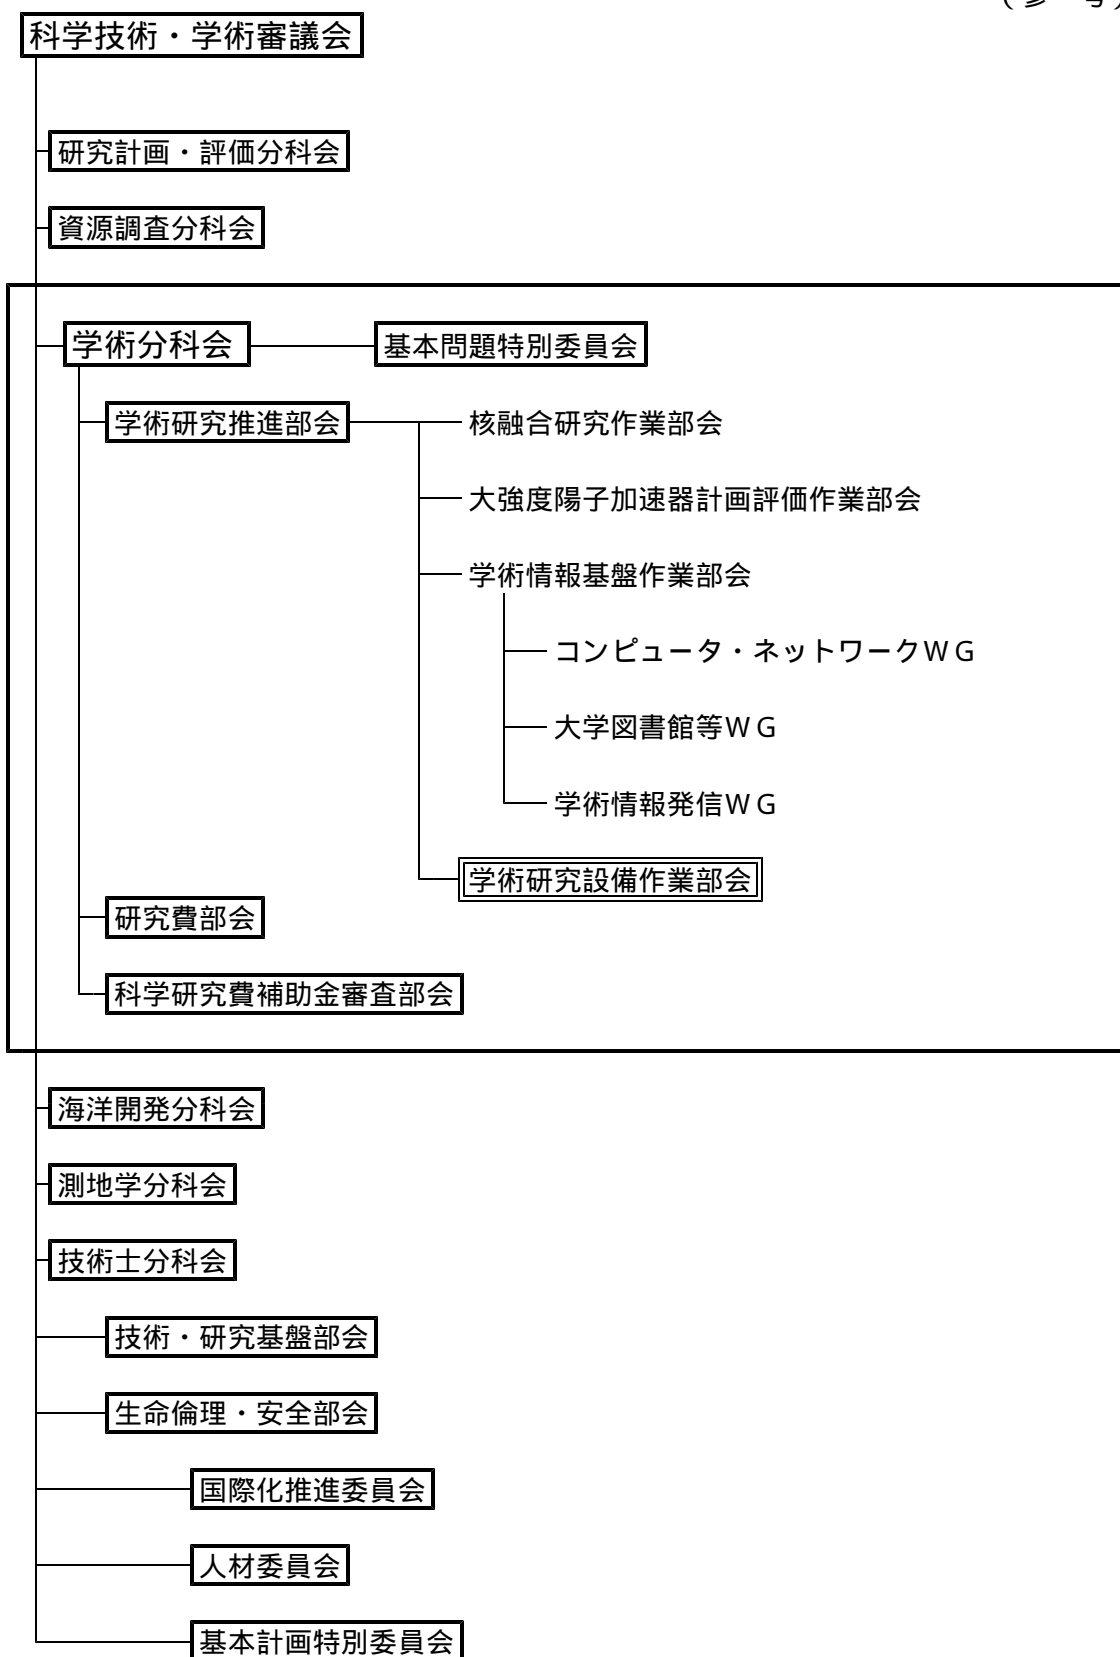 科学技術・学術審議会
研究計画・評価分科会
資源調査分科会
学術分科会 基本問題特別委員会
学術研究推進部会 核融合研究作業部会
大強度陽子加速器計画評価作業部会
学術情報基盤作業部会
コンピュータ・ネットワークＷＧ
大学図書館等ＷＧ
学術情報発信ＷＧ
学術研究設備作業部会
研究費部会
科学研究費補助金審査部会
海洋開発分科会
測地学分科会
技術士分科会
技術・研究基盤部会
生命倫理・安全部会
国際化推進委員会
人材委員会
基本計画特別委員会